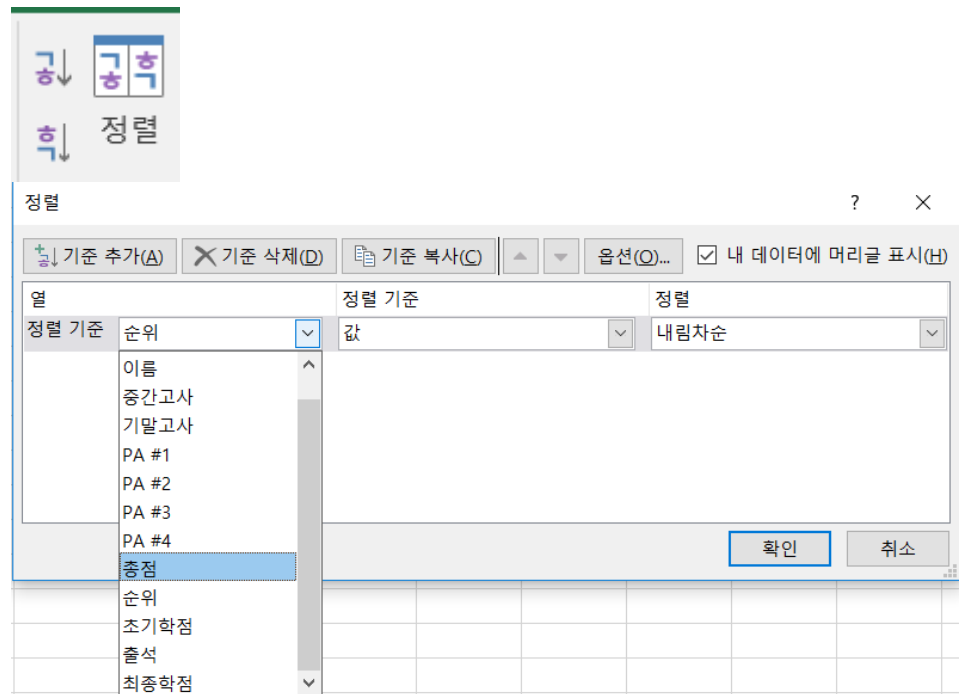 공
공흑
흑
정렬
정렬 ?
기준 추가(A) 기준 삭제(D) 기준 복사(C) 옵션(O)... 내 데이터에 머리글 표시(H)
열 정렬 기준 정렬
정렬 기준 순위 값 내림차순
이름
중간고사
기말고사
PA #1
PA #2
PA #3
PA #4
총점
순위
초기학점
출석
최종학점
확인 취소